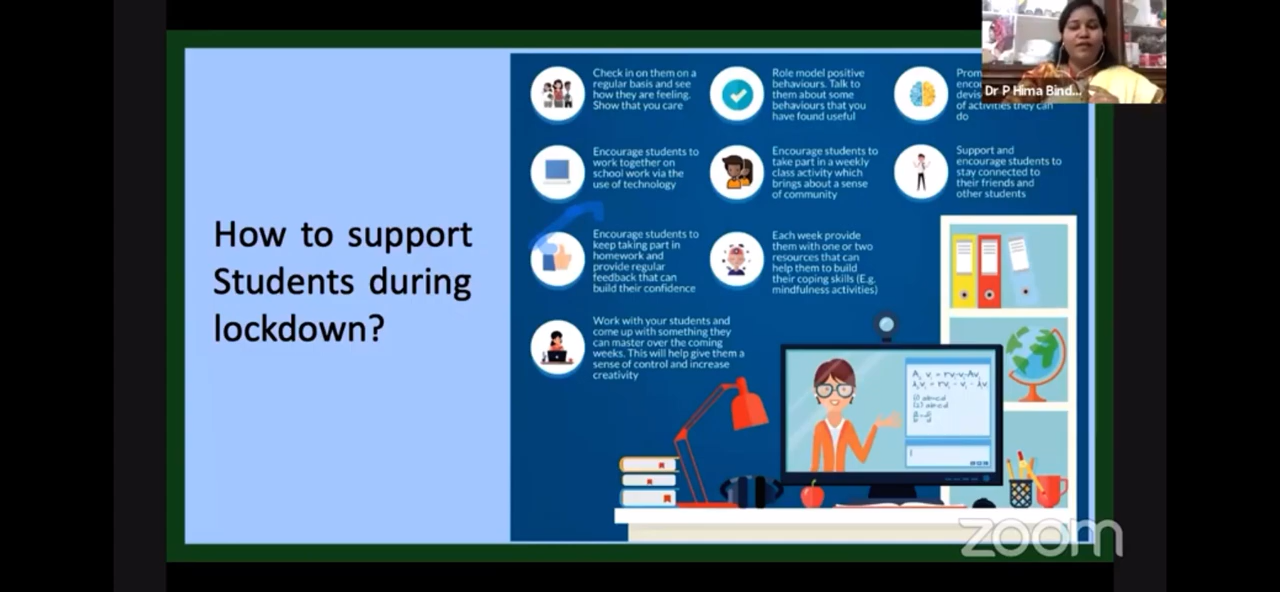 How to support
Students during
lockdown?
Check in on them on a
regular basis and see
how they are feeling.
Show that you care
Role model positive
behaviours. Talk to
them about some
behaviours that you
have found useful
of activities they can
do
Encourage students to
work together on
school work via the
use of technology
Encourage students to
take part in a weekly
class activity which
brings about a sense
of community
Support and
encourage students to
stay connected to
their friends and
other students
Encourage students to
keep taking part in
homework and
provide regular
feedback that can
build their confidence
Each week provide
them with one or two
resources that can
help them to build
their coping skills (E.g.
mindfulness activities)
Work with your students and
come up with something they
can master over the coming
weeks. This will help give them a
sense of control and increase
creativity
Dr P Hima Bind...
zoom